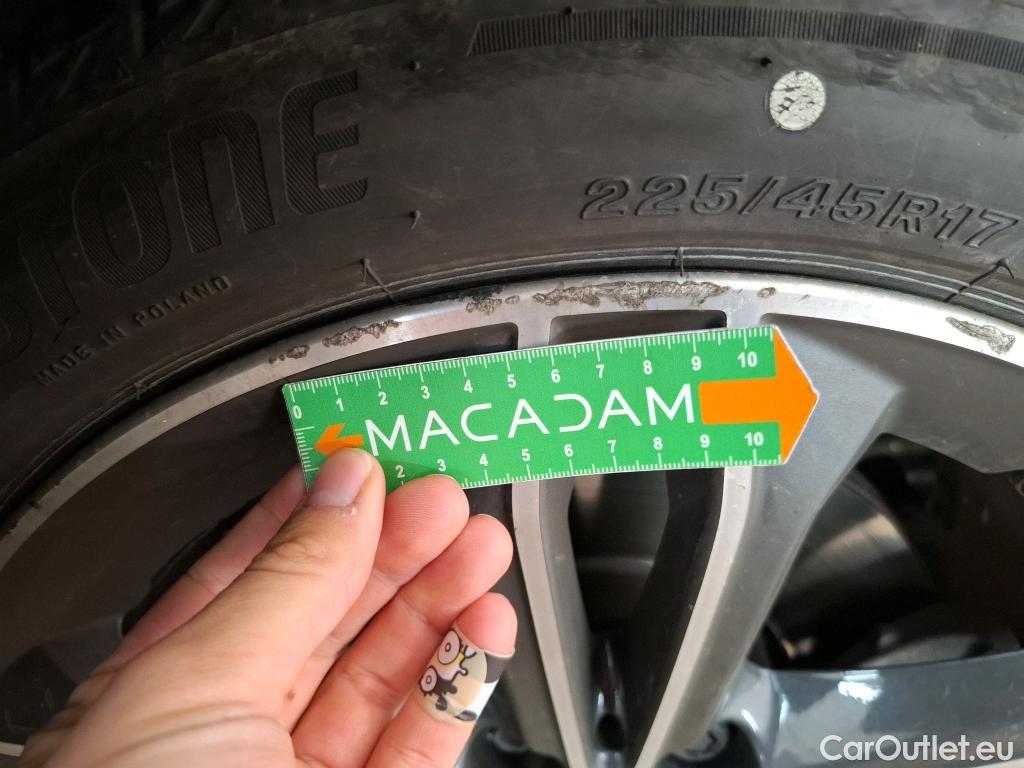 STONE
225/45R17
MADE IN POLAND
0 1 2 3 4 5 6 7 8 9 10
MACADAM
2 3 4 5 6 7 8 9 10
CarOutlet.eu